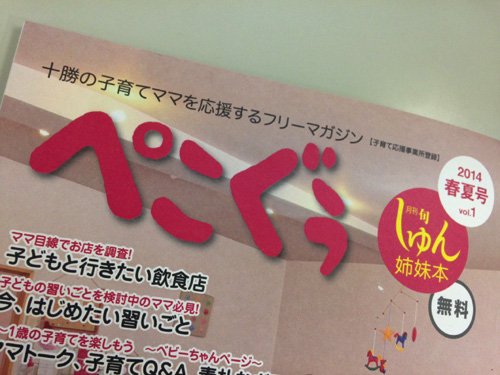 十勝の子育てママを応援するフリーマガジン【子育て応援事業所登録】
ぺこぐぅ
2014
春夏号
vol.1
月刊 旬
しゅん
姉妹本
無料
ママ目線でお店を調査!
子どもと行きたい飲食店
子どもの習いごとを検討中のママ必見!
今、はじめたい習いごと
〜1歳の子育てを楽しもう 〜ベビーちゃんページ〜
ママトーク、子育てQ&A